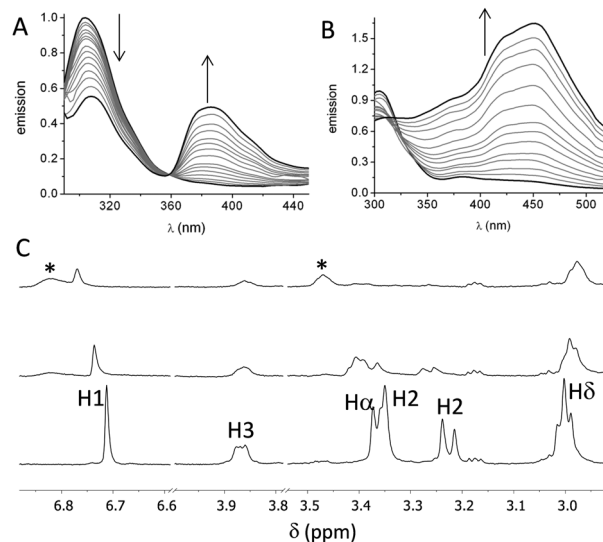 A
emission
1.0
0.8
0.6
0.4
0.2
0.0
320
360
400
440
λ (nm)
B
emission
1.5
1.2
0.9
0.6
0.3
300
350
400
450
500
λ (nm)
C
*
*
H1
H3
Hα
H2
H2
Hδ
6.8
6.7
6.6
4.0
3.9
3.8
3.5
3.4
3.3
3.2
3.1
3.0
δ (ppm)